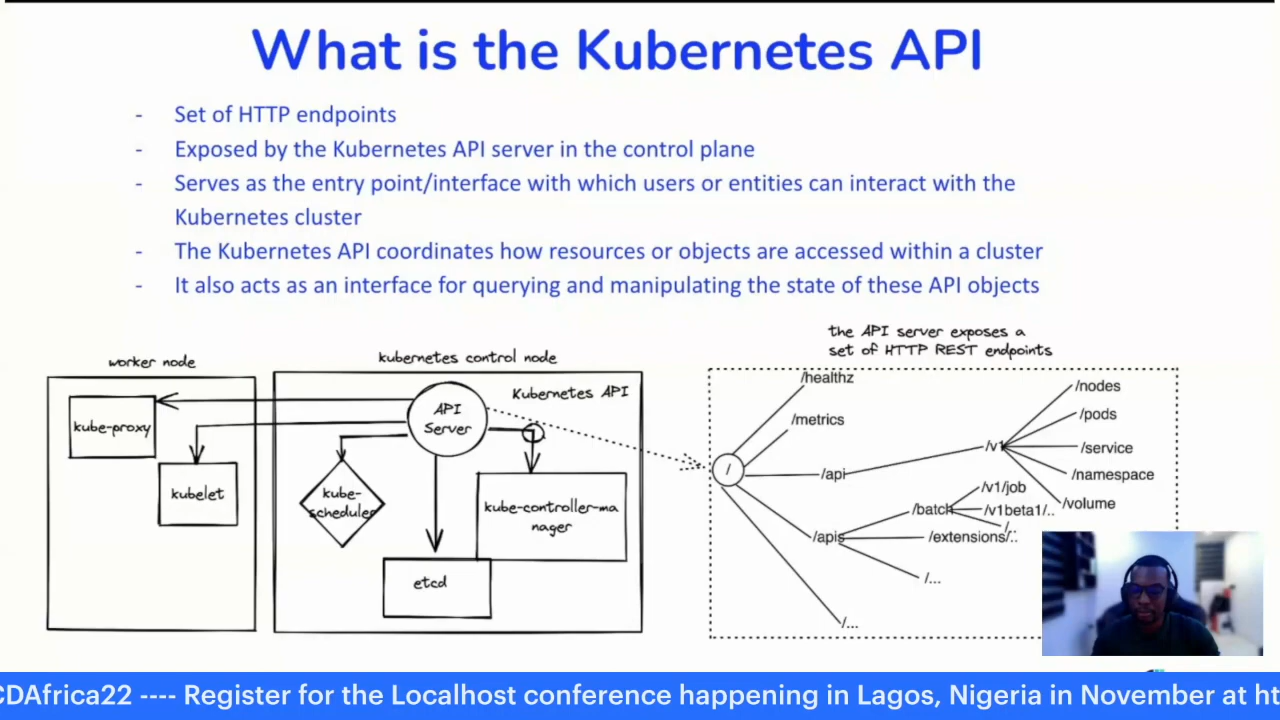 What is the Kubernetes API
- Set of HTTP endpoints
- Exposed by the Kubernetes API server in the control plane
- Serves as the entry point/interface with which users or entities can interact with the
Kubernetes cluster
- The Kubernetes API coordinates how resources or objects are accessed within a cluster
- It also acts as an interface for querying and manipulating the state of these API objects
worker node
kube-proxy
kubelet
kubernetes control node
Kubernetes API
API
Server
kube-
scheduler
kube-controller-ma
nager
etcd
the API server exposes a
set of HTTP REST endpoints
/
/healthz
/metrics
/api
/v1
/nodes
/pods
/service
/namespace
/volume
/apis
/batch
/v1/job
/v1beta1/..
/..
/extensions/..
/...
/...
CDAfrica22 ---- Register for the Localhost conference happening in Lagos, Nigeria in November at ht